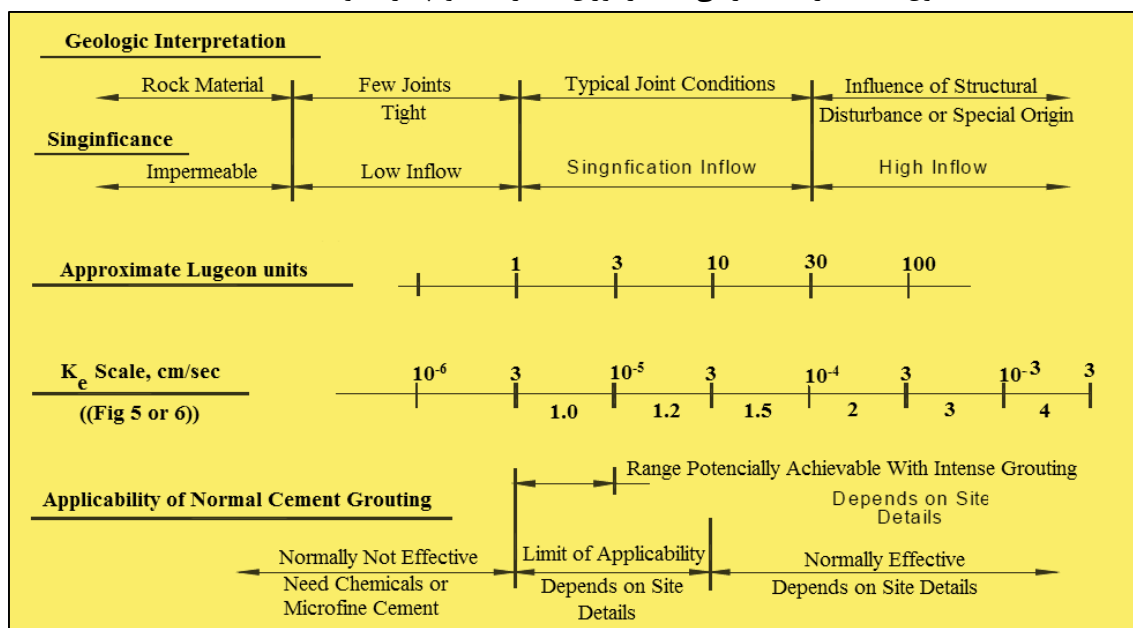 Geologic Interpretation
Rock Material Few Joints Typical Joint Conditions Influence of Structural
Tight Disturbance or Special Origin
Singinficance
Impermeable Low Inflow Singnfication Inflow High Inflow
Approximate Lugeon units 1 3 10 30 100
Ke Scale, cm/sec 10-6 3 10-5 3 10-4 3 10-3 3
((Fig 5 or 6)) 1.0 1.2 1.5 2 3 4
Range Potencially Achievable With Intense Grouting
Applicability of Normal Cement Grouting Depends on Site
Details
Normally Not Effective Limit of Applicability Normally Effective
Need Chemicals or Depends on Site Depends on Site Details
Microfine Cement Details